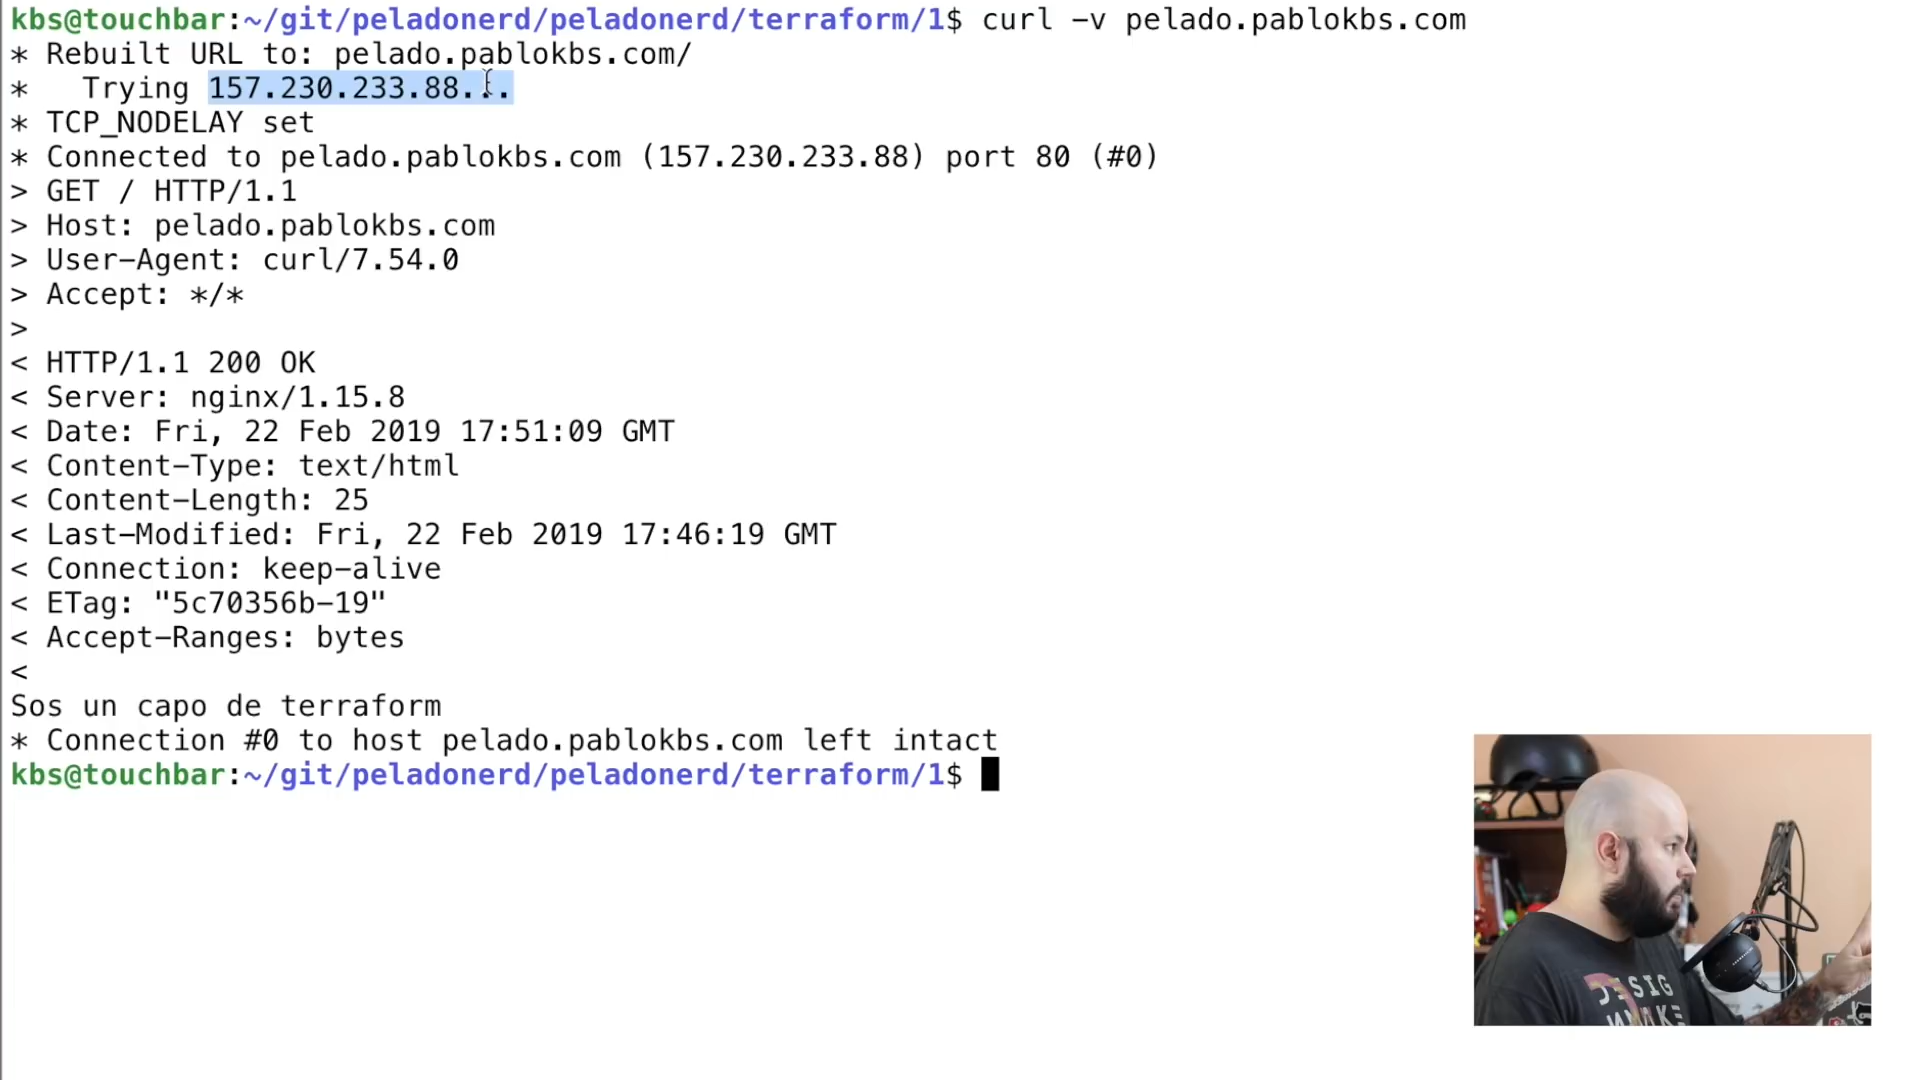 kbs@touchbar:~/git/peladonerd/peladonerd/terraform/1$ curl -v pelado.pablokbs.com
* Rebuilt URL to: pelado.pablokbs.com/
*   Trying 157.230.233.88...
* TCP_NODELAY set
* Connected to pelado.pablokbs.com (157.230.233.88) port 80 (#0)
> GET / HTTP/1.1
> Host: pelado.pablokbs.com
> User-Agent: curl/7.54.0
> Accept: */*
>
< HTTP/1.1 200 OK
< Server: nginx/1.15.8
< Date: Fri, 22 Feb 2019 17:51:09 GMT
< Content-Type: text/html
< Content-Length: 25
< Last-Modified: Fri, 22 Feb 2019 17:46:19 GMT
< Connection: keep-alive
< ETag: "5c70356b-19"
< Accept-Ranges: bytes
<
Sos un capo de terraform
* Connection #0 to host pelado.pablokbs.com left intact
kbs@touchbar:~/git/peladonerd/peladonerd/terraform/1$